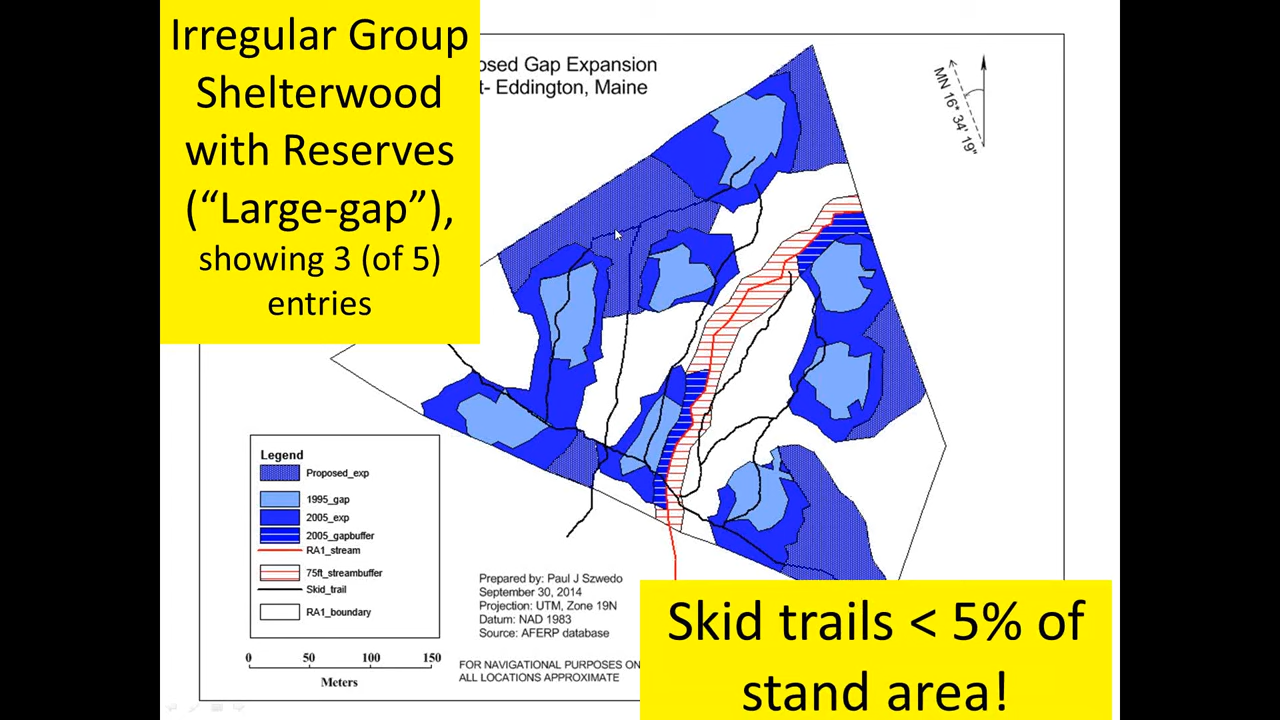 Irregular Group
Shelterwood
with Reserves
(“Large-gap”),
showing 3 (of 5)
entries
osed Gap Expansion
t- Eddington, Maine
MN 16° 34' 19"
Legend
Proposed_exp
1995_gap
2005_exp
2005_gapbuffer
RA1_stream
75ft_streambuffer
Skid_trail
RA1_boundary
0 50 100 150
Meters
Prepared by: Paul J Szwedo
September 30, 2014
Projection: UTM, Zone 19N
Datum: NAD 1983
Source: AFERP database
FOR NAVIGATIONAL PURPOSES ON
ALL LOCATIONS APPROXIMATE
Skid trails < 5% of
stand area!